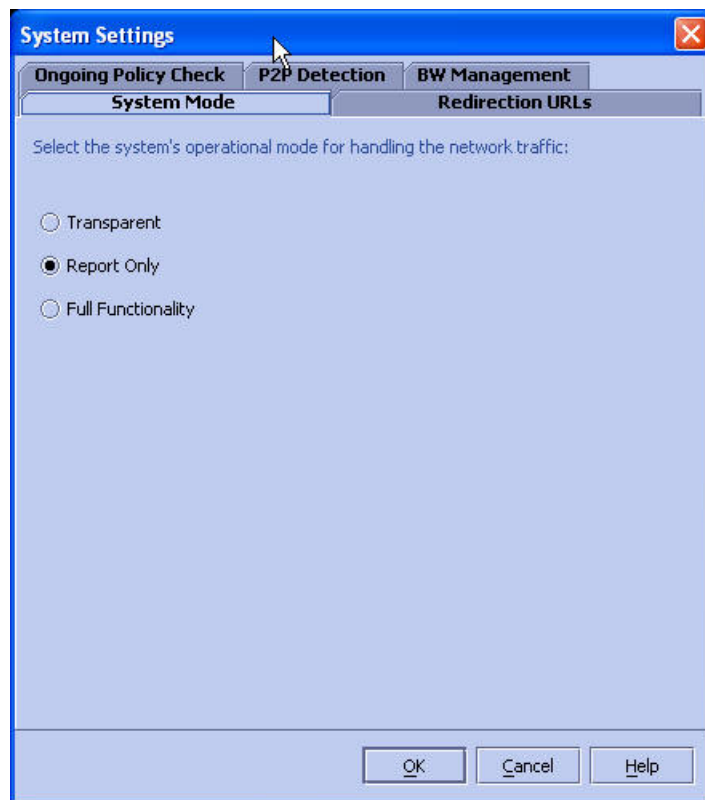 System Settings
Ongoing Policy Check P2P Detection BW Management
System Mode Redirection URLs
Select the system's operational mode for handling the network traffic:
Transparent
Report Only
Full Functionality
OK Cancel Help